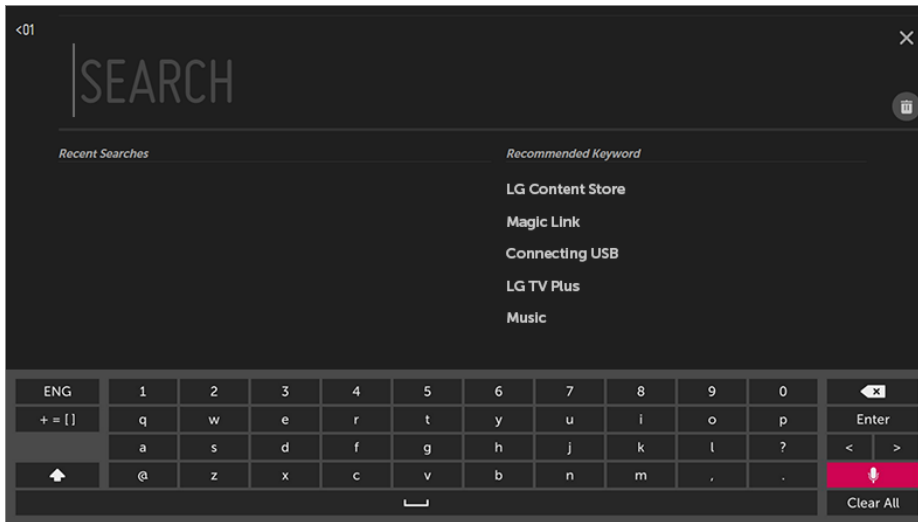 <01
SEARCH
Recent Searches
Recommended Keyword
LG Content Store
Magic Link
Connecting USB
LG TV Plus
Music
ENG 1 2 3 4 5 6 7 8 9 0
+ = [ ] q w e r t y u i o p Enter
a s d f g h j k l ? < >
@ z x c v b n m , .
Clear All